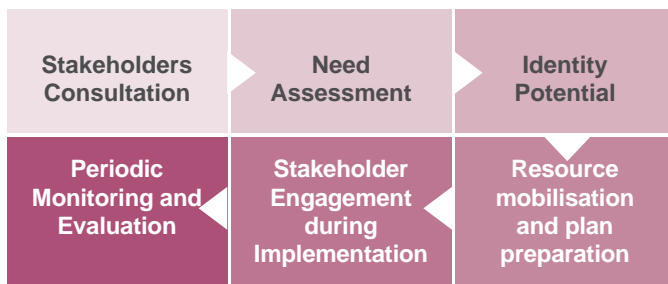 Stakeholders
Consultation
Need
Assessment
Identity
Potential
Resource
mobilisation
and plan
preparation
Stakeholder
Engagement
during
Implementation
Periodic
Monitoring and
Evaluation